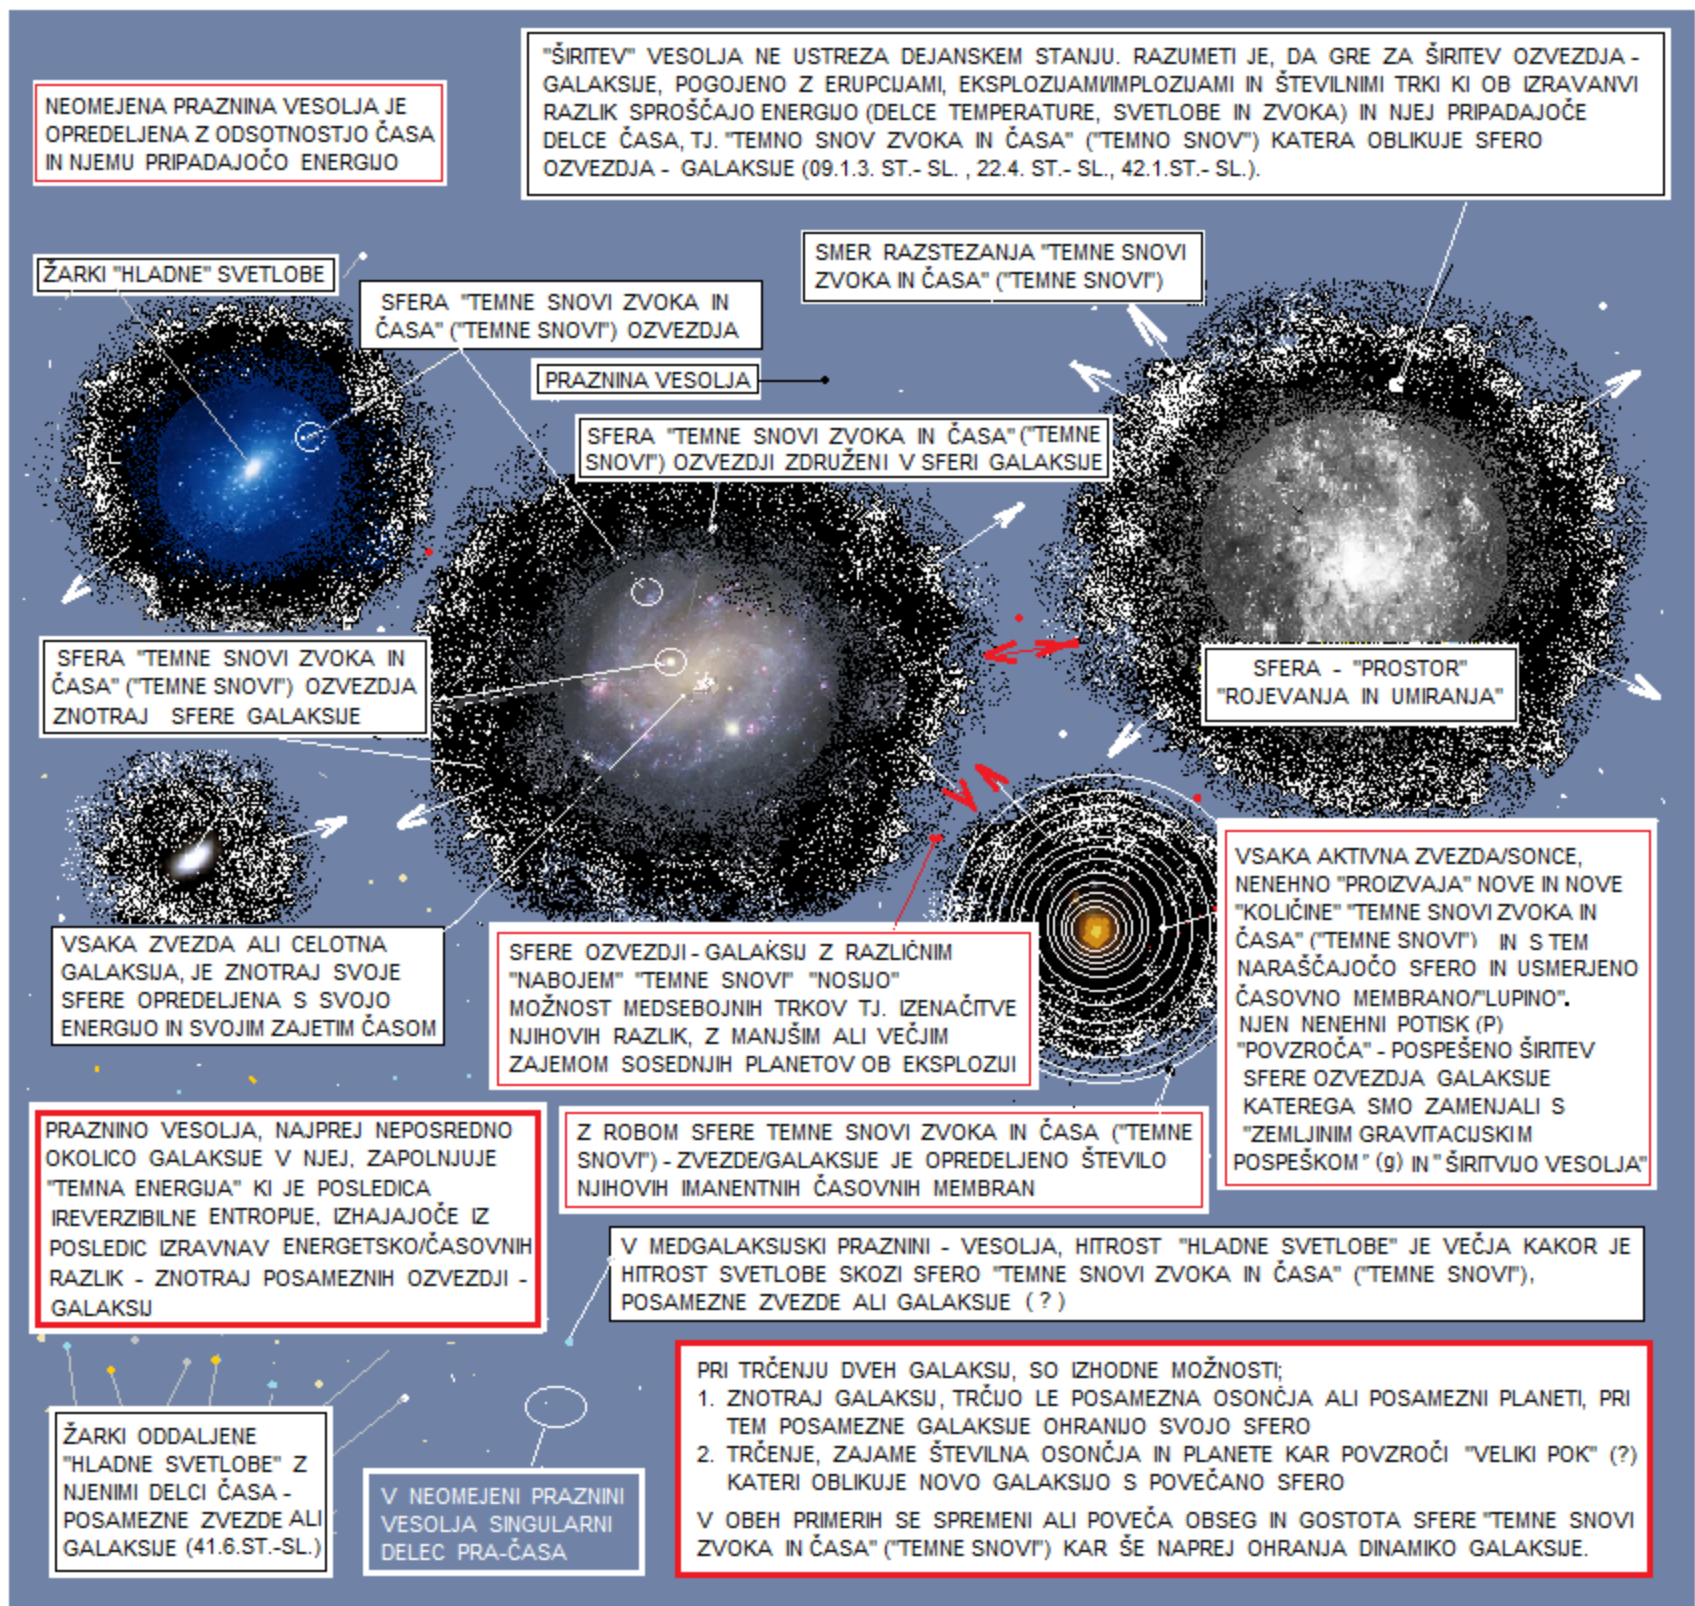 "ŠIRITEV" VESOLJA NE USTREZA DEJANSKEM STANJU. RAZUMETI JE, DA GRE ZA ŠIRITEV OZVEZDJA -
GALAKSIJE, POGOJENO Z ERUPCIJAMI, EKSPLOZIJAMI/IMPLOZIJAMI IN ŠTEVILNIMI TRKI KI OB IZRAVANVI
RAZLIK SPROŠČAJO ENERGIJO (DELCE TEMPERATURE, SVETLOBE IN ZVOKA) IN NJEJ PRIPADAJOČE
DELCE ČASA, TJ. "TEMNO SNOV ZVOKA IN ČASA" ("TEMNO SNOV") KATERA OBLIKUJE SFERO
OZVEZDJA - GALAKSIJE (09.1.3. ST.- SL. , 22.4. ST.- SL., 42.1.ST.- SL.).
NEOMEJENA PRAZNINA VESOLJA JE
OPREDELJENA Z ODSOTNOSTJO ČASA
IN NJEMU PRIPADAJOČO ENERGIJO
SMER RAZSTEZANJA "TEMNE SNOVI
ZVOKA IN ČASA" ("TEMNE SNOVI")
ŽARKI "HLADNE" SVETLOBE
SFERA "TEMNE SNOVI ZVOKA IN
ČASA" ("TEMNE SNOVI") OZVEZDJA
PRAZNINA VESOLJA
SFERA "TEMNE SNOVI ZVOKA IN ČASA" ("TEMNE
SNOVI") OZVEZDJI ZDRUŽENI V SFERI GALAKSIJE
SFERA "TEMNE SNOVI ZVOKA IN
ČASA" ("TEMNE SNOVI") OZVEZDJA
ZNOTRAJ SFERE GALAKSIJE
SFERA - "PROSTOR"
"ROJEVANJA IN UMIRANJA"
VSAKA AKTIVNA ZVEZDA/SONCE,
NENEHNO "PROIZVAJA" NOVE IN NOVE
"KOLIČINE" "TEMNE SNOVI ZVOKA IN
ČASA" ("TEMNE SNOVI") IN S TEM
NARAŠČAJOČO SFERO IN USMERJENO
ČASOVNO MEMBRANO/"LUPINO".
NJEN NENEHNI POTISK (P)
"POVZROČA" - POSPEŠENO ŠIRITEV
SFERE OZVEZDJA GALAKSIJE
KATEREGA SMO ZAMENJALI S
"ZEMLJINIM GRAVITACIJSKIM
POSPEŠKOM" (g) IN "ŠIRITVIJO VESOLJA"
VSAKA ZVEZDA ALI CELOTNA
GALAKSIJA, JE ZNOTRAJ SVOJE
SFERE OPREDELJENA S SVOJO
ENERGIJO IN SVOJIM ZAJETIM ČASOM
SFERE OZVEZDJI - GALAKSIJ Z RAZLIČNIM
"NABOJEM" "TEMNE SNOVI" "NOSIJO"
MOŽNOST MEDSEBOJNIH TRKOV TJ. IZENAČITVE
NJIHOVIH RAZLIK, Z MANJŠIM ALI VEČJIM
ZAJEMOM SOSEDNJIH PLANETOV OB EKSPLOZIJI
PRAZNINO VESOLJA, NAJPREJ NEPOSREDNO
OKOLICO GALAKSIJE V NJEJ, ZAPOLNJUJE
"TEMNA ENERGIJA" KI JE POSLEDICA
IREVERZIBILNE ENTROPIJE, IZHAJAJOČE IZ
POSLEDIC IZRAVNAV ENERGETSKO/ČASOVNIH
RAZLIK - ZNOTRAJ POSAMEZNIH OZVEZDJI -
GALAKSIJ
Z ROBOM SFERE TEMNE SNOVI ZVOKA IN ČASA ("TEMNE
SNOVI") - ZVEZDE/GALAKSIJE JE OPREDELJENO ŠTEVILO
NJIHOVIH IMANENTNIH ČASOVNIH MEMBRAN
V MEDGALAKSIJSKI PRAZNINI - VESOLJA, HITROST "HLADNE SVETLOBE" JE VEČJA KAKOR JE
HITROST SVETLOBE SKOZI SFERO "TEMNE SNOVI ZVOKA IN ČASA" ("TEMNE SNOVI"),
POSAMEZNE ZVEZDE ALI GALAKSIJE ( ? )
PRI TRČENJU DVEH GALAKSIJ, SO IZHODNE MOŽNOSTI;
1. ZNOTRAJ GALAKSIJ, TRČIJO LE POSAMEZNA OSONČJA ALI POSAMEZNI PLANETI, PRI
TEM POSAMEZNE GALAKSIJE OHRANIJO SVOJO SFERO
2. TRČENJE, ZAJAME ŠTEVILNA OSONČJA IN PLANETE KAR POVZROČI "VELIKI POK" (?)
KATERI OBLIKUJE NOVO GALAKSIJO S POVEČANO SFERO
V OBEH PRIMERIH SE SPREMENI ALI POVEČA OBSEG IN GOSTOTA SFERE "TEMNE SNOVI
ZVOKA IN ČASA" ("TEMNE SNOVI") KAR ŠE NAPREJ OHRANJA DINAMIKO GALAKSIJE.
ŽARKI ODDALJENE
"HLADNE SVETLOBE" Z
NJENIMI DELCI ČASA -
POSAMEZNE ZVEZDE ALI
GALAKSIJE (41.6.ST.-SL.)
V NEOMEJENI PRAZNINI
VESOLJA SINGULARNI
DELEC PRA-ČASA